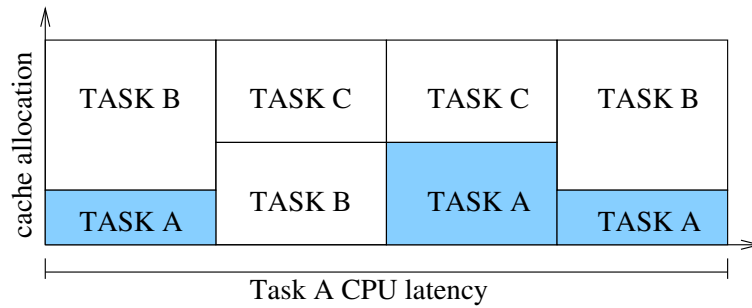 cache allocation
TASK B
TASK C
TASK C
TASK B
TASK A
TASK B
TASK A
TASK A
Task A CPU latency